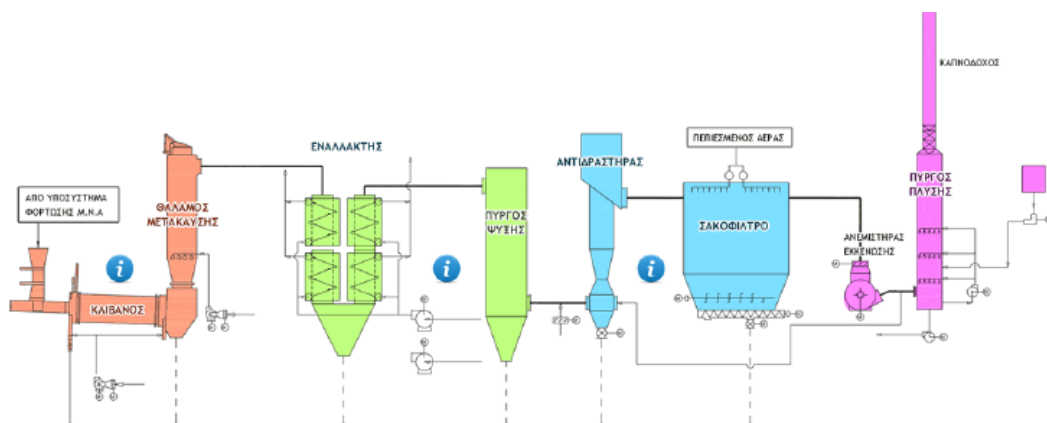 ΚΑΠΝΟΔΟΧΟΣ
ΕΝΑΛΛΑΚΤΗΣ
ΠΕΠΙΕΣΜΕΝΟΣ ΑΕΡΑΣ
ΑΝΤΙΔΡΑΣΤΗΡΑΣ
ΠΥΡΓΟΣ
ΠΛΥΣΗΣ
ΑΠΟ ΥΠΟΣΥΣΤΗΜΑ
ΦΟΡΤΩΣΗΣ Μ.Ν.Α
ΘΑΛΑΜΟΣ
ΜΕΤΑΚΑΥΣΗΣ
ΠΥΡΓΟΣ
ΨΥΞΗΣ
ΣΑΚΟΦΙΛΤΡΟ
ΑΝΕΜΙΣΤΗΡΑΣ
ΕΚΚΕΝΩΣΗΣ
i
i
i
ΚΛΙΒΑΝΟΣ